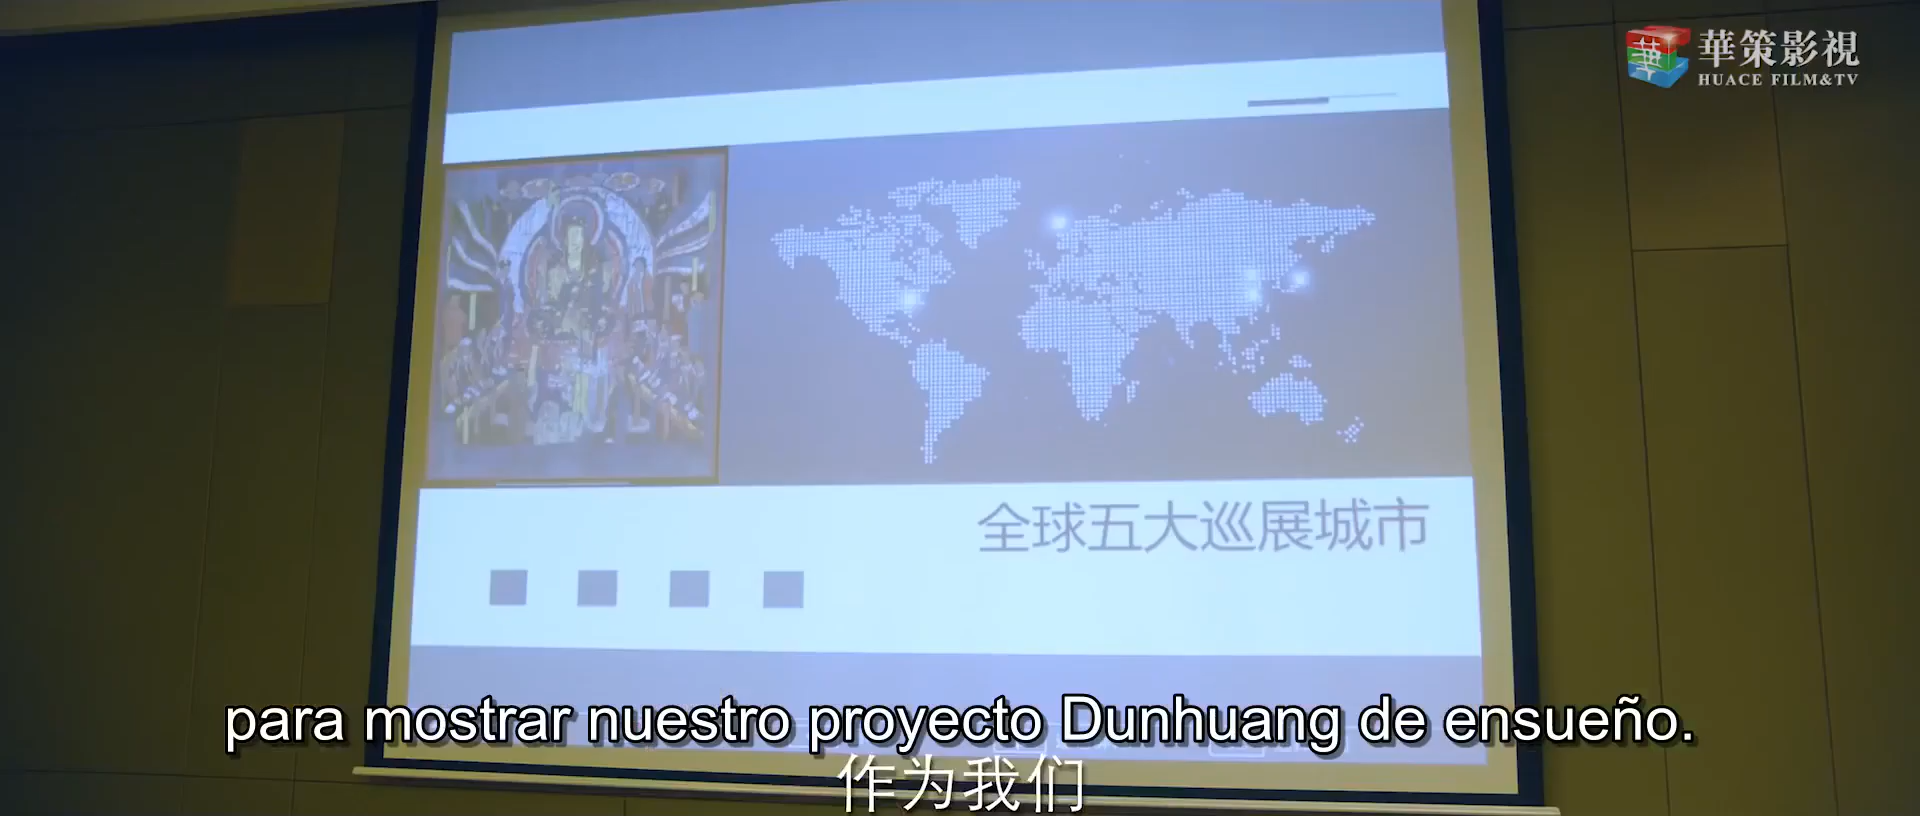 華策影視
HUACE FILM&TV
全球五大巡展城市
para mostrar nuestro proyecto Dunhuang de ensueño.
作为我们